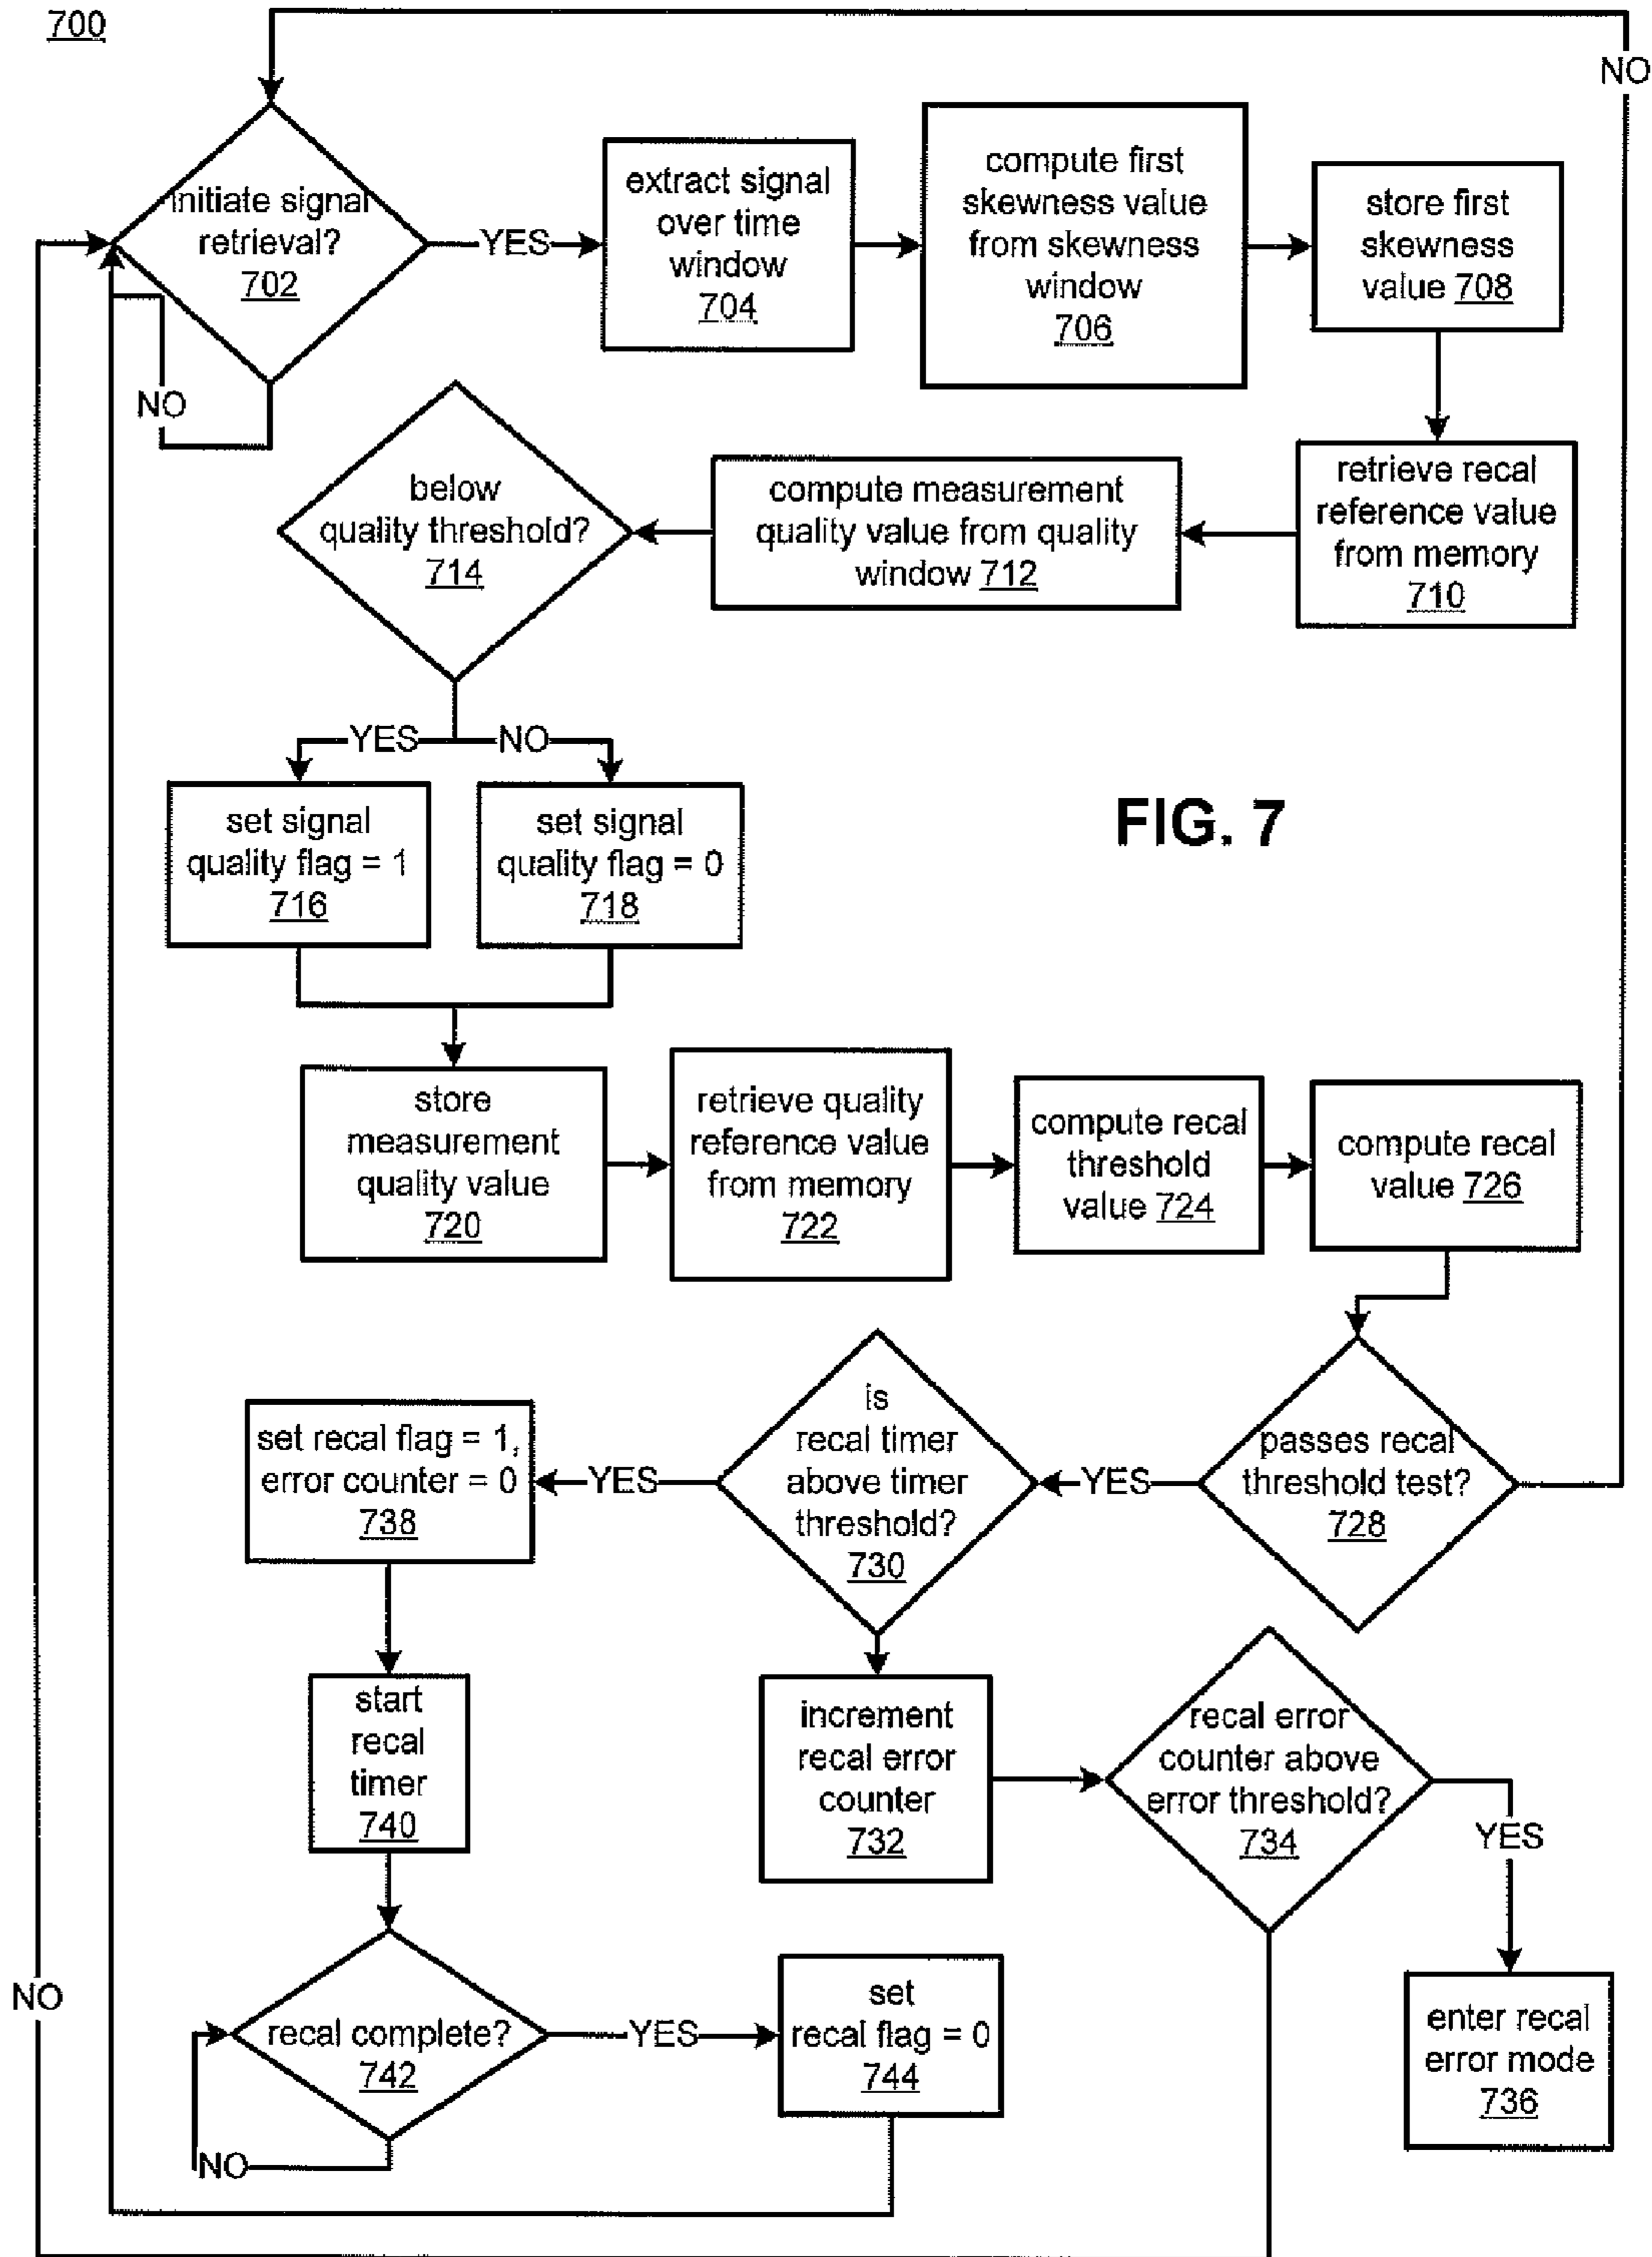 700
NO
initiate signal
retrieval?
702
YES
NO
extract signal
over time
window
704
compute first
skewness value
from skewness
window
706
store first
skewness
value 708
retrieve recal
reference value
from memory
710
compute measurement
quality value from quality
window 712
below
quality threshold?
714
YES
NO
set signal
quality flag = 1
716
set signal
quality flag = 0
718
FIG. 7
store
measurement
quality value
720
retrieve quality
reference value
from memory
722
compute recal
threshold
value 724
compute recal
value 726
passes recal
threshold test?
728
YES
is
recal timer
above timer
threshold?
730
YES
set recal flag = 1,
error counter = 0
738
start
recal
timer
740
increment
recal error
counter
732
recal error
counter above
error threshold?
734
YES
enter recal
error mode
736
NO
recal complete?
742
NO
YES
set
recal flag = 0
744